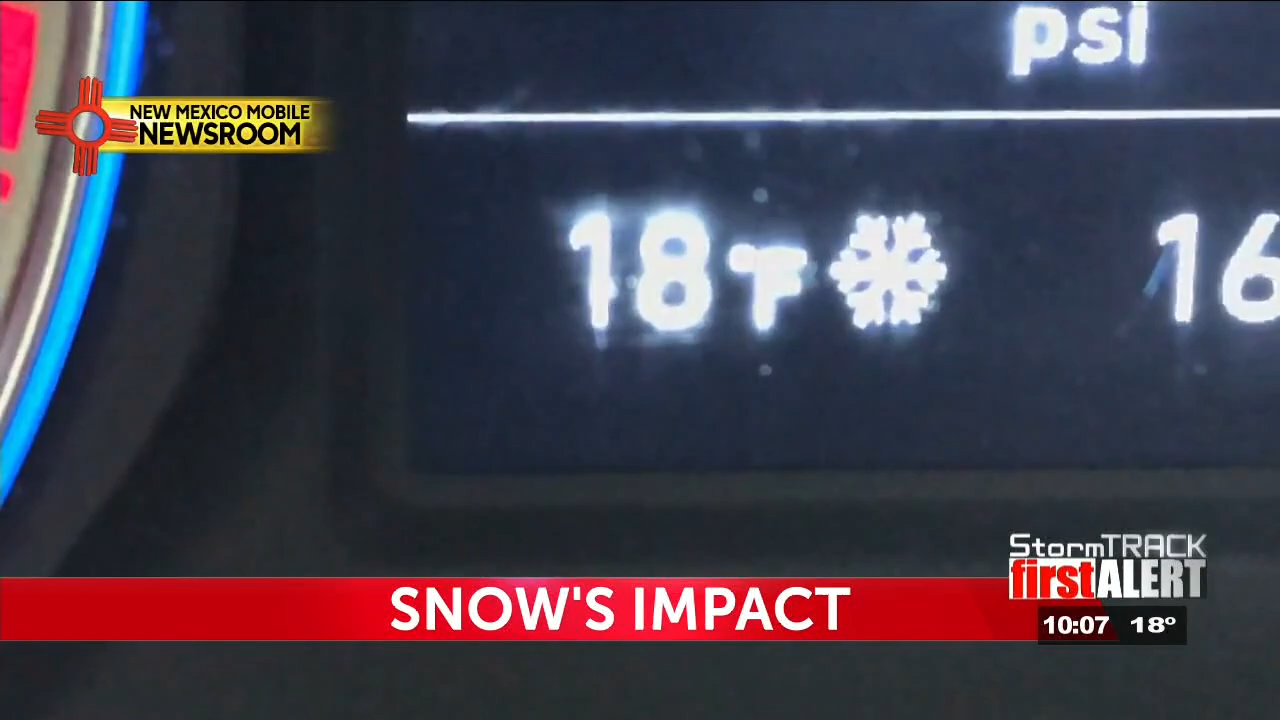 psi
NEW MEXICO MOBILE
NEWSROOM
18°F
16
StormTRACK
firstALERT
SNOW'S IMPACT
10:07 18°